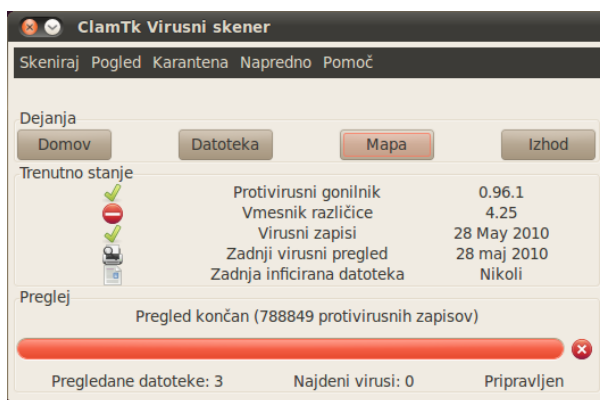 ClamTk Virusni skener
Skeniraj Pogled Karantena Napredno Pomoč
Dejanja
Domov Datoteka Mapa Izhod
Trenutno stanje
Protivirusni gonilnik 0.96.1
Vmesnik različice 4.25
Virusni zapisi 28 May 2010
Zadnji virusni pregled 28 maj 2010
Zadnja inficirana datoteka Nikoli
Preglej
Pregled končan (788849 protivirusnih zapisov)
Pregledane datoteke: 3 Najdeni virusi: 0 Pripravljen